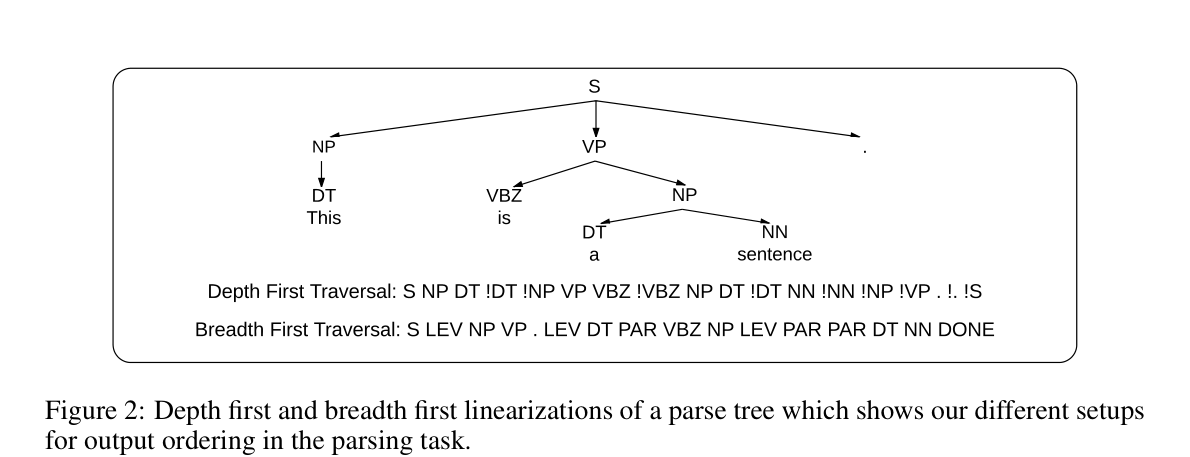 S
NP VP .
DT VBZ NP
This is
DT NN
a sentence
Depth First Traversal: S NP DT !DT !NP VP VBZ !VBZ NP DT !DT NN !NN !NP !VP . !. !S
Breadth First Traversal: S LEV NP VP . LEV DT PAR VBZ NP LEV PAR PAR DT NN DONE
Figure 2: Depth first and breadth first linearizations of a parse tree which shows our different setups
for output ordering in the parsing task.